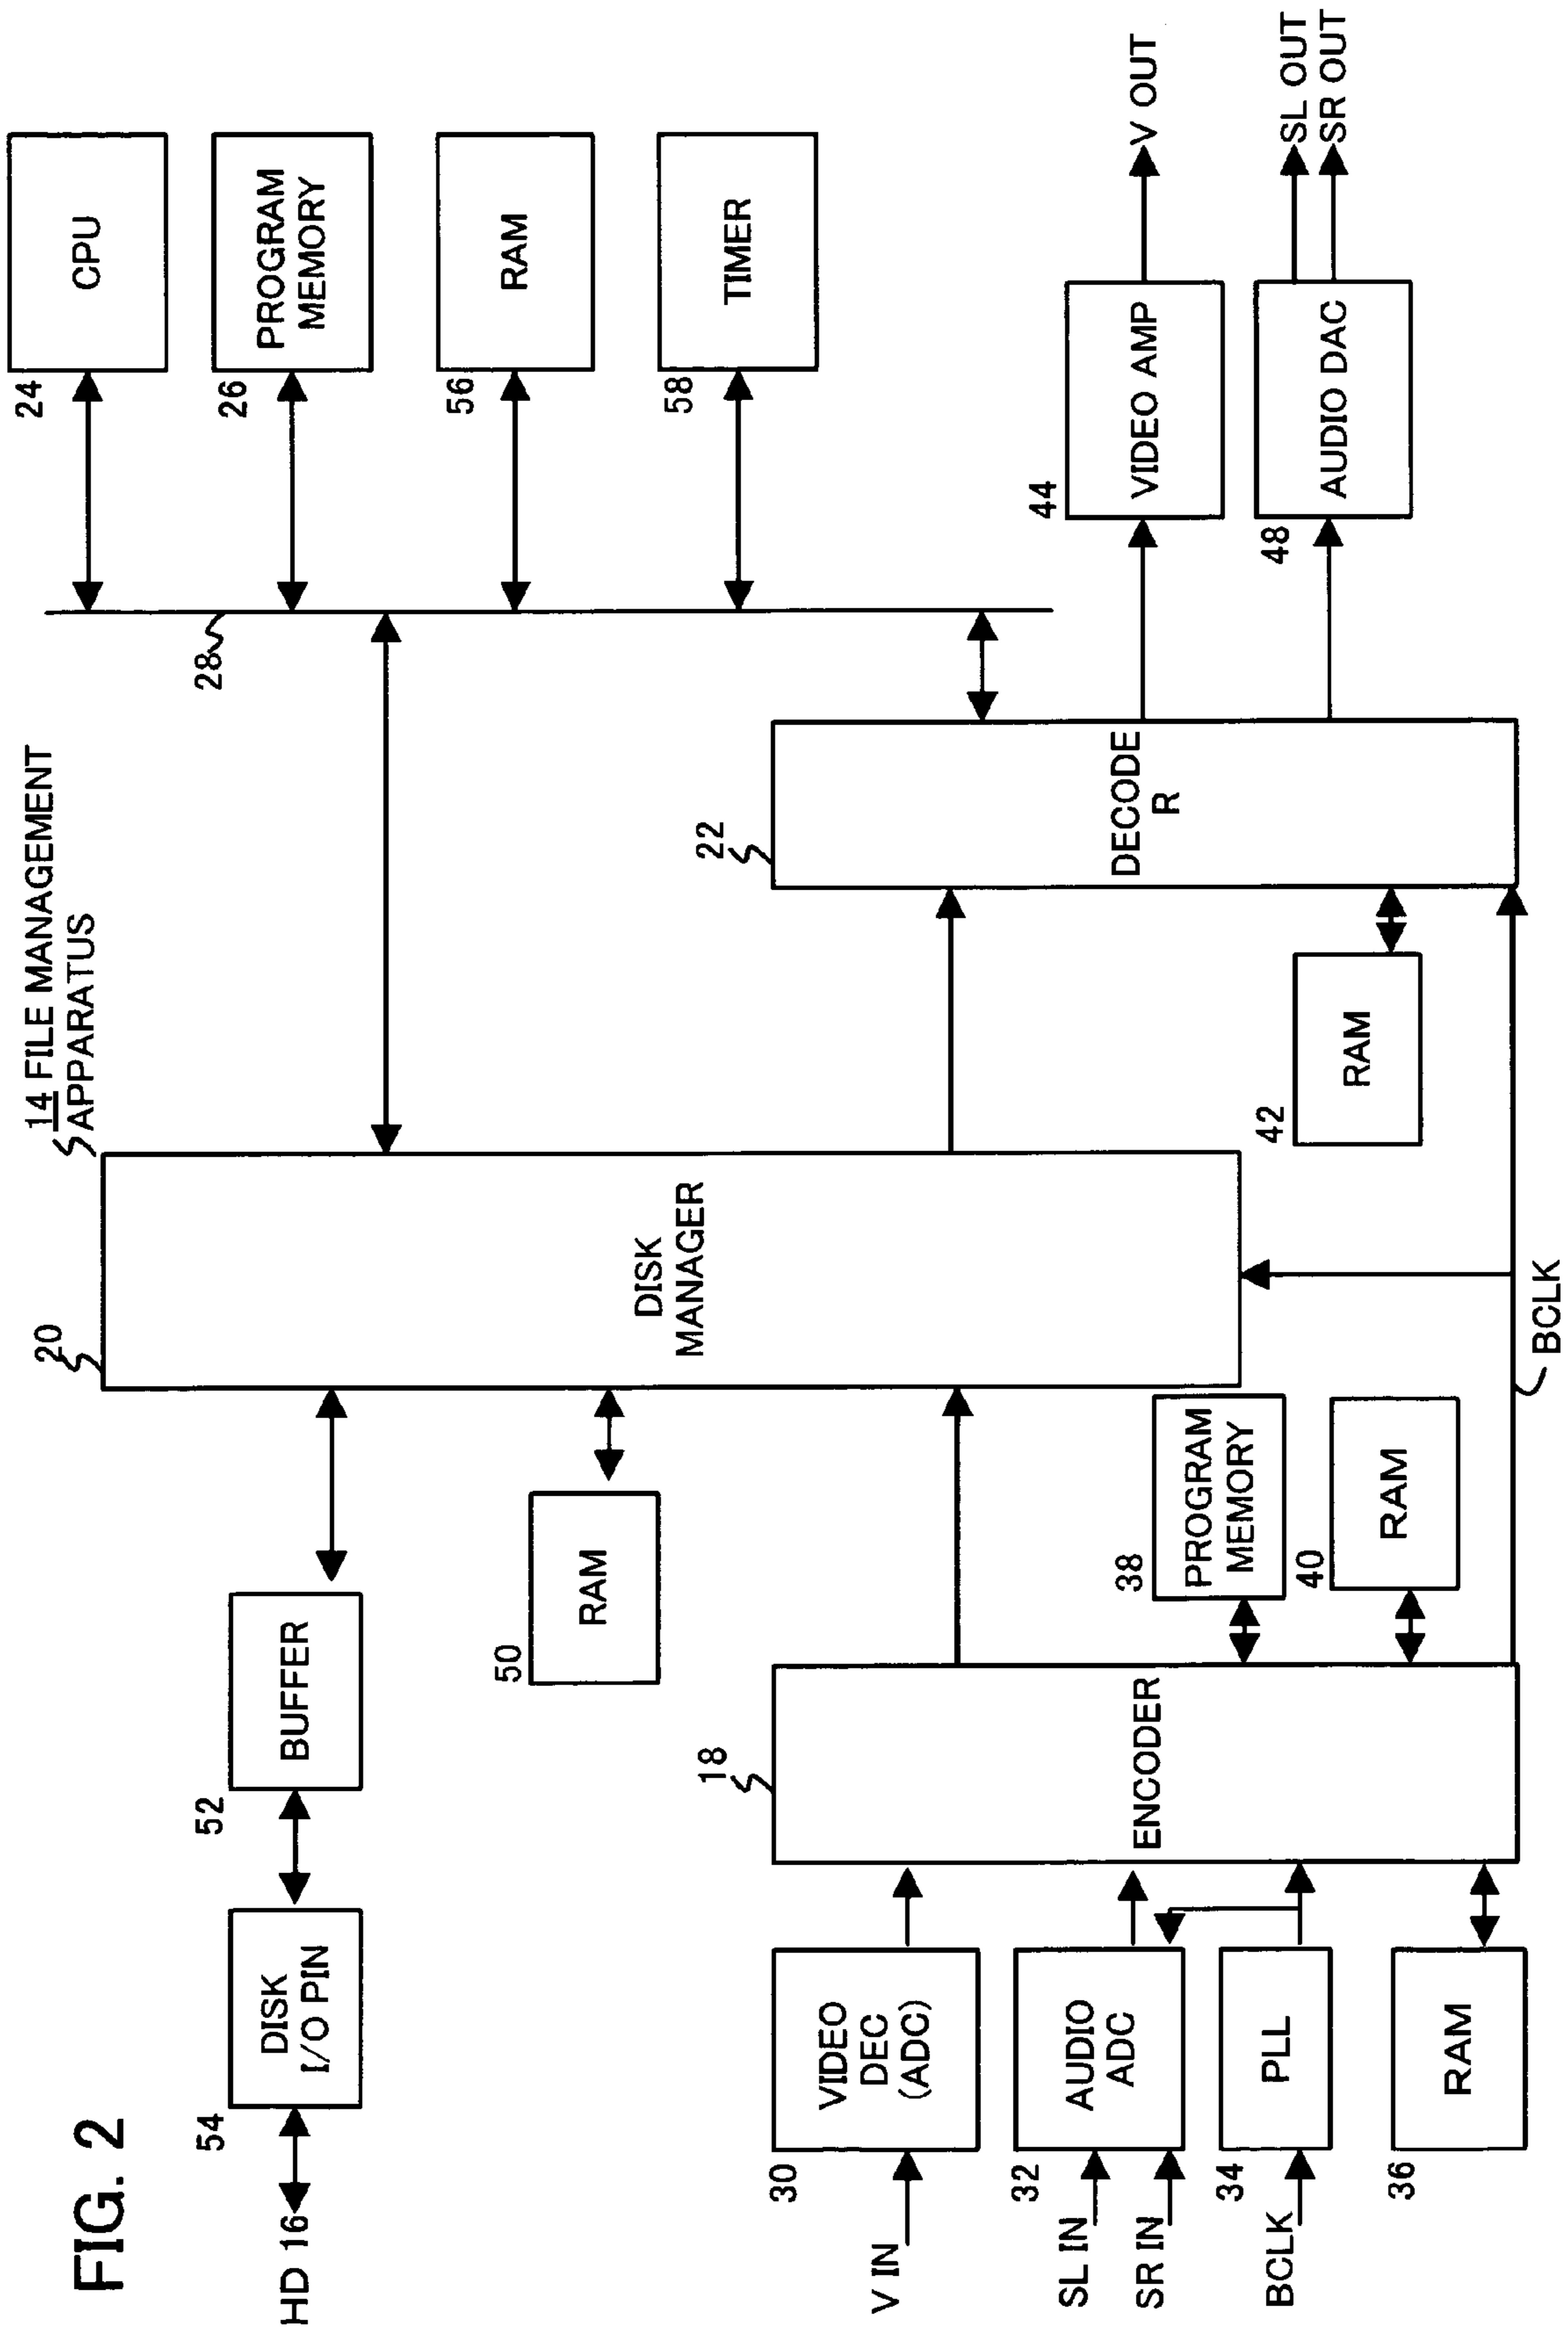 FIG. 2
14 FILE MANAGEMENT
APPARATUS
HD 16
54
DISK
I/O PIN
52
BUFFER
20
DISK
MANAGER
50
RAM
28
24
CPU
26
PROGRAM
MEMORY
56
RAM
58
TIMER
V IN
30
VIDEO
DEC
(ADC)
SL IN
SR IN
32
AUDIO
ADC
BCLK
34
PLL
36
RAM
18
ENCODER
38
PROGRAM
MEMORY
40
RAM
BCLK
42
RAM
22
DECODE
R
44
VIDEO AMP
V OUT
48
AUDIO DAC
SL OUT
SR OUT